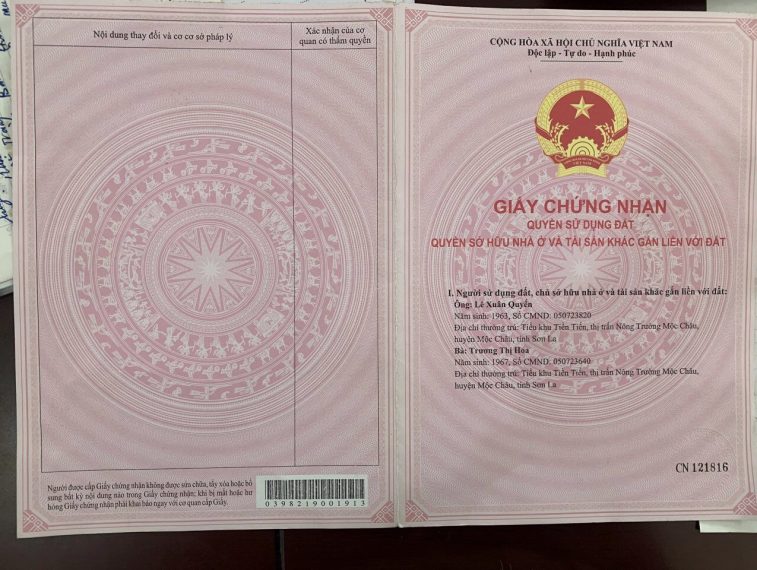 Nội dung thay đổi và cơ cơ sở pháp lý
Xác nhận của cơ
quan có thẩm quyền
Người được cấp Giấy chứng nhận không được sửa chữa, tẩy xóa hoặc bổ
sung bất kỳ nội dung nào trong Giấy chứng nhận; khi bị mất hoặc hư
hỏng Giấy chứng nhận phải khai báo ngay với cơ quan cấp Giấy.
0398219001913
CỘNG HÒA XÃ HỘI CHỦ NGHĨA VIỆT NAM
Độc lập - Tự do - Hạnh phúc
VIỆT NAM
GIẤY CHỨNG NHẬN
QUYỀN SỬ DỤNG ĐẤT
QUYỀN SỞ HỮU NHÀ Ở VÀ TÀI SẢN KHÁC GẮN LIỀN VỚI ĐẤT
I. Người sử dụng đất, chủ sở hữu nhà ở và tài sản khác gắn liền với đất:
Ông: Lê Xuân Quyển
Năm sinh: 1963, Số CMND: 050723820
Địa chỉ thường trú: Tiểu khu Tiền Tiến, thị trấn Nông Trường Mộc Châu,
huyện Mộc Châu, tỉnh Sơn La
Bà: Trương Thị Hoa
Năm sinh: 1967, Số CMND: 050723640
Địa chỉ thường trú: Tiểu khu Tiền Tiến, thị trấn Nông Trường Mộc Châu,
huyện Mộc Châu, tỉnh Sơn La
CN 121816